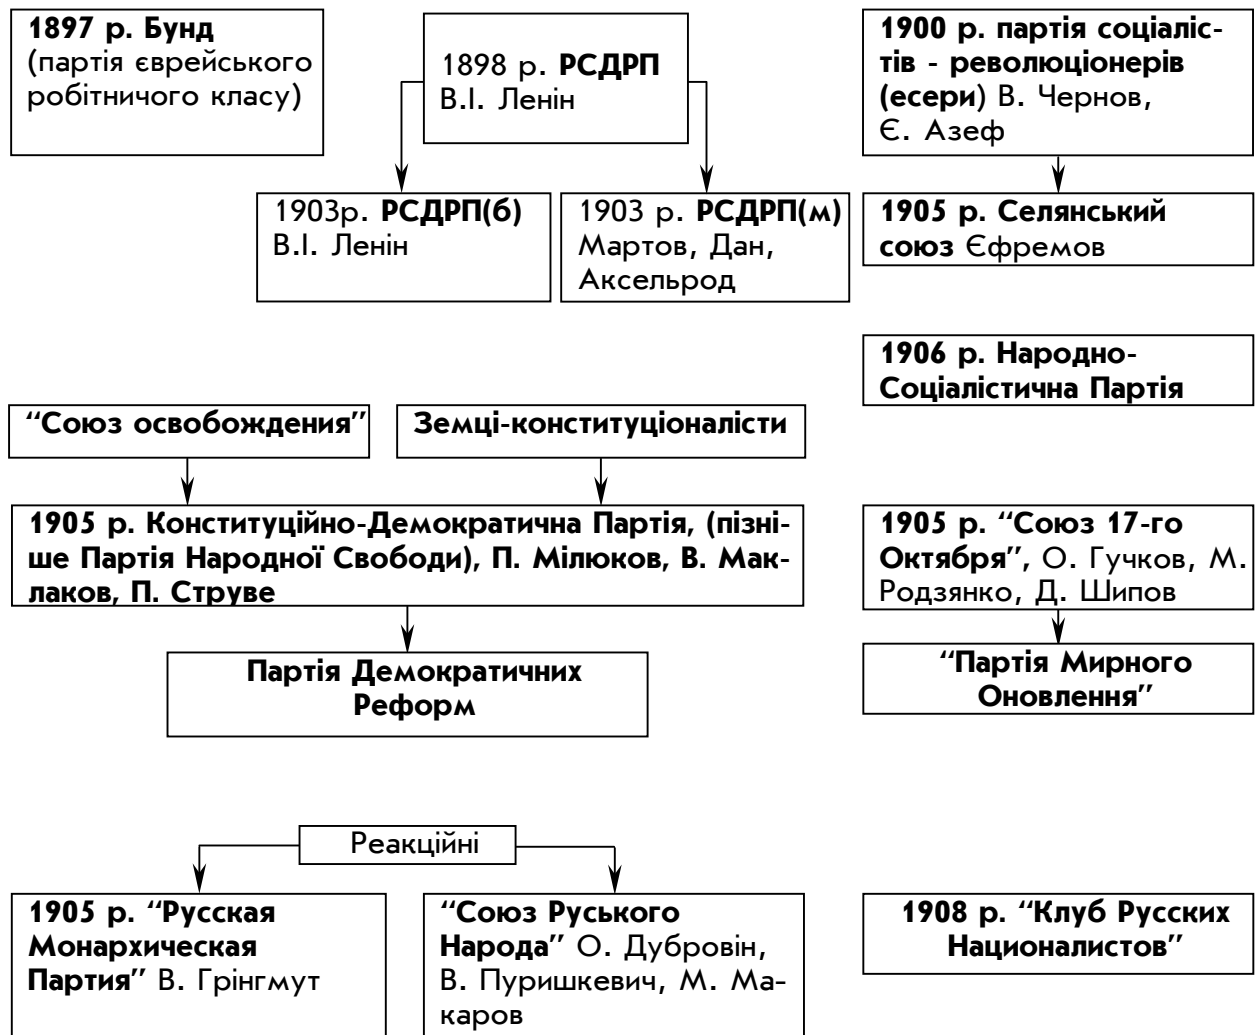 1897 р. Бунд
(партія єврейського
робітничого класу)
1898 р. РСДРП
В.І. Ленін
1900 р. партія соціаліс-
тів - революціонерів
(есери) В. Чернов,
Є. Азеф
1903р. РСДРП(б)
В.І. Ленін
1903 р. РСДРП(м)
Мартов, Дан,
Аксельрод
1905 р. Селянський
союз Єфремов
1906 р. Народно-
Соціалістична Партія
“Союз освобождения”
Земці-конституціоналісти
1905 р. Конституційно-Демократична Партія, (пізні-
ше Партія Народної Свободи), П. Мілюков, В. Мак-
лаков, П. Струве
1905 р. “Союз 17-го
Октября”, О. Гучков, М.
Родзянко, Д. Шипов
Партія Демократичних
Реформ
“Партія Мирного
Оновлення”
Реакційні
1905 р. “Русская
Монархическая
Партия” В. Грінгмут
“Союз Руського
Народа” О. Дубровін,
В. Пуришкевич, М. Ма-
каров
1908 р. “Клуб Русских
Националистов”